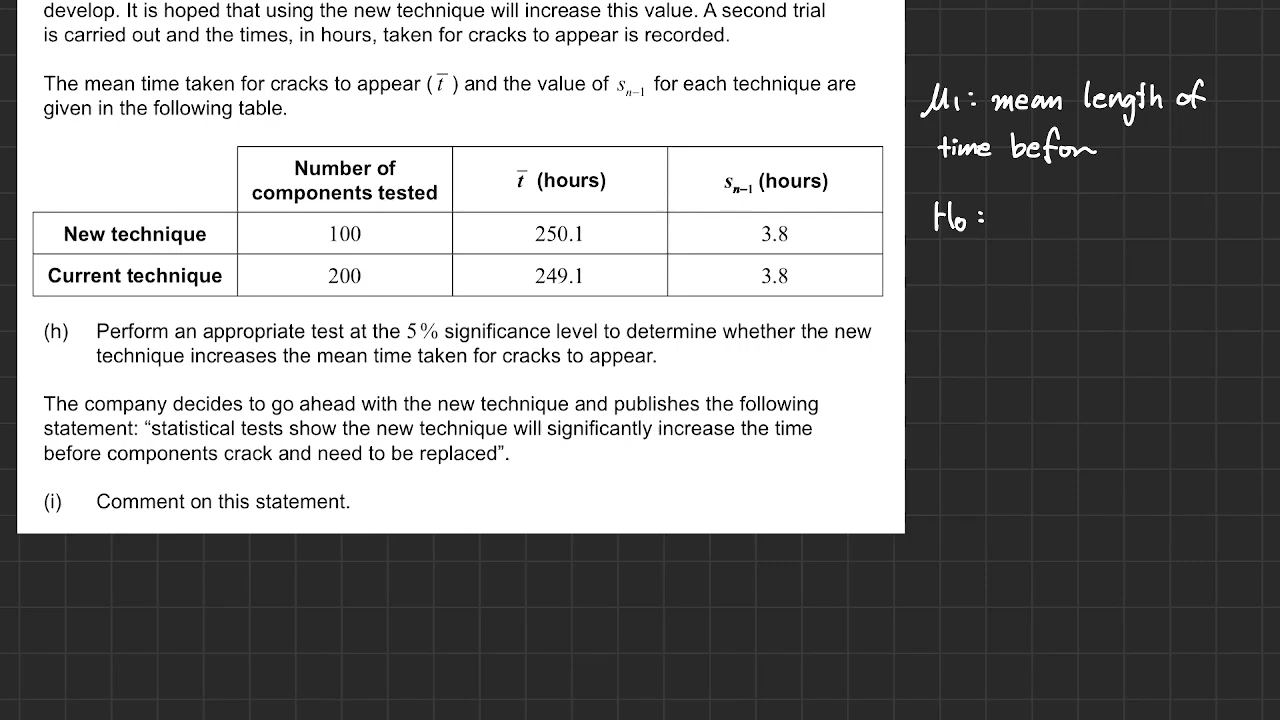 develop. It is hoped that using the new technique will increase this value. A second trial
is carried out and the times, in hours, taken for cracks to appear is recorded.
The mean time taken for cracks to appear ( t̄ ) and the value of sₙ₋₁ for each technique are
given in the following table.
Number of
components tested
t̄ (hours)
sₙ₋₁ (hours)
New technique 100 250.1 3.8
Current technique 200 249.1 3.8
(h) Perform an appropriate test at the 5% significance level to determine whether the new
technique increases the mean time taken for cracks to appear.
The company decides to go ahead with the new technique and publishes the following
statement: “statistical tests show the new technique will significantly increase the time
before components crack and need to be replaced”.
(i) Comment on this statement.
μ₁: mean length of
time befor
H₀ :